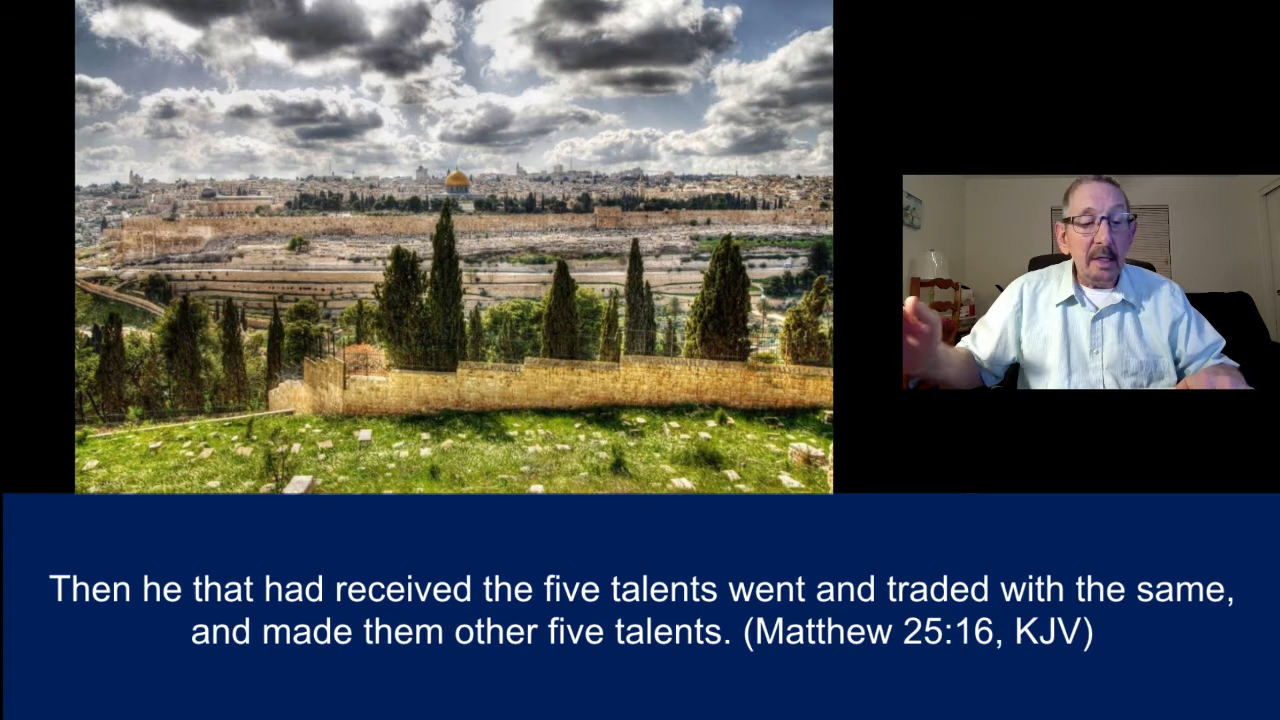 Then he that had received the five talents went and traded with the same,
and made them other five talents. (Matthew 25:16, KJV)